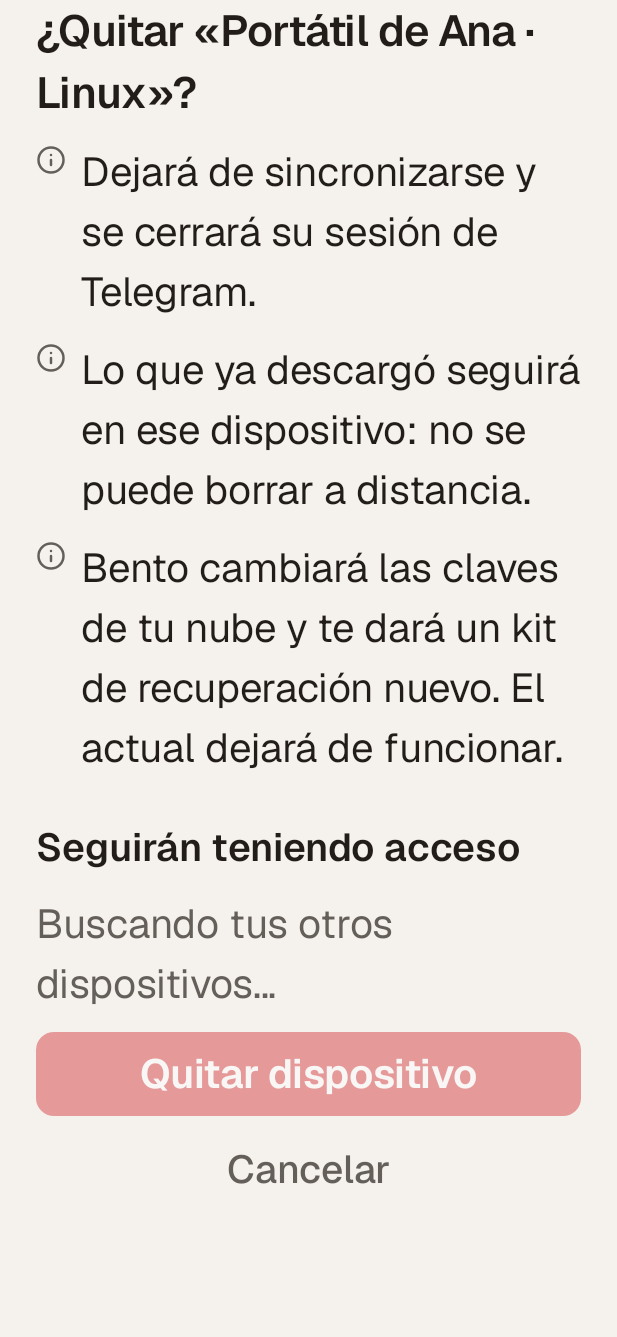 ¿Quitar «Portátil de Ana ·
Linux»?
Dejará de sincronizarse y
se cerrará su sesión de
Telegram.
Lo que ya descargó seguirá
en ese dispositivo: no se
puede borrar a distancia.
Bento cambiará las claves
de tu nube y te dará un kit
de recuperación nuevo. El
actual dejará de funcionar.
Seguirán teniendo acceso
Buscando tus otros
dispositivos…
Quitar dispositivo
Cancelar